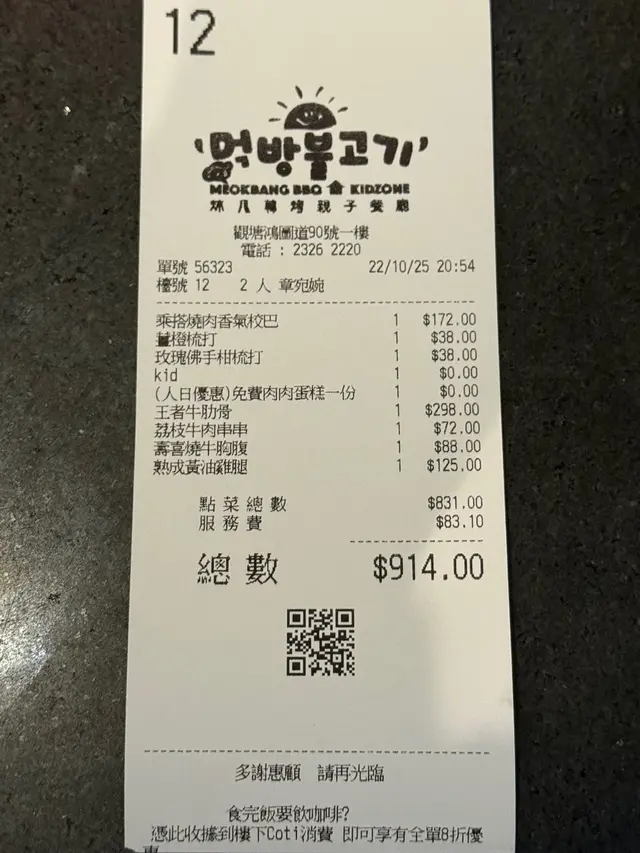 12
'먹방불고기'
MEOKBANG BBQ KIDZONE
炑八韓烤親子餐廳
觀塘鴻圖道90號一樓
電話 : 2326 2220
單號 56323 22/10/25 20:54
檯號 12 2 人 章宛婉
乘搭燒肉香氣校巴 1 $172.00
薑橙梳打 1 $38.00
玫瑰佛手柑梳打 1 $38.00
kid 1 $0.00
(人日優惠)免費肉肉蛋糕一份 1 $0.00
王者牛肋骨 1 $298.00
荔枝牛肉串串 1 $72.00
壽喜燒牛胸腹 1 $88.00
熟成黃油雞腿 1 $125.00
點菜總數 $831.00
服務費 $83.10
總數 $914.00
多謝惠顧 請再光臨
食完飯要飲咖啡?
憑此收據到樓下Coti消費 即可享有全單8折優
惠